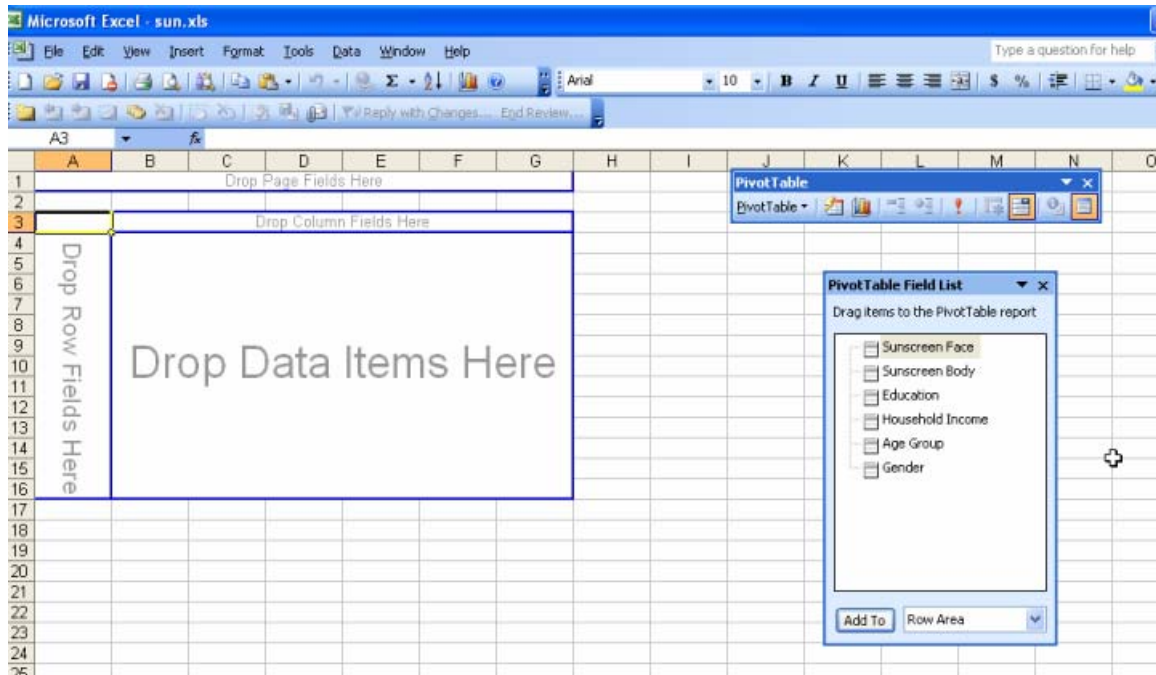 Microsoft Excel - sun.xls
File Edit View Insert Format Tools Data Window Help Type a question for help
Σ Arial 10 B I U $ %
Reply with Changes... End Review...
A3 fx
A B C D E F G H I J K L M N O
1 Drop Page Fields Here
2
3 Drop Column Fields Here
4
5
6
7
8
9
10
11
12
13
14
15
16
17
18
19
20
21
22
23
24
25
Drop Row Fields Here
Drop Data Items Here
PivotTable
PivotTable
PivotTable Field List
Drag items to the PivotTable report
Sunscreen Face
Sunscreen Body
Education
Household Income
Age Group
Gender
Add To Row Area